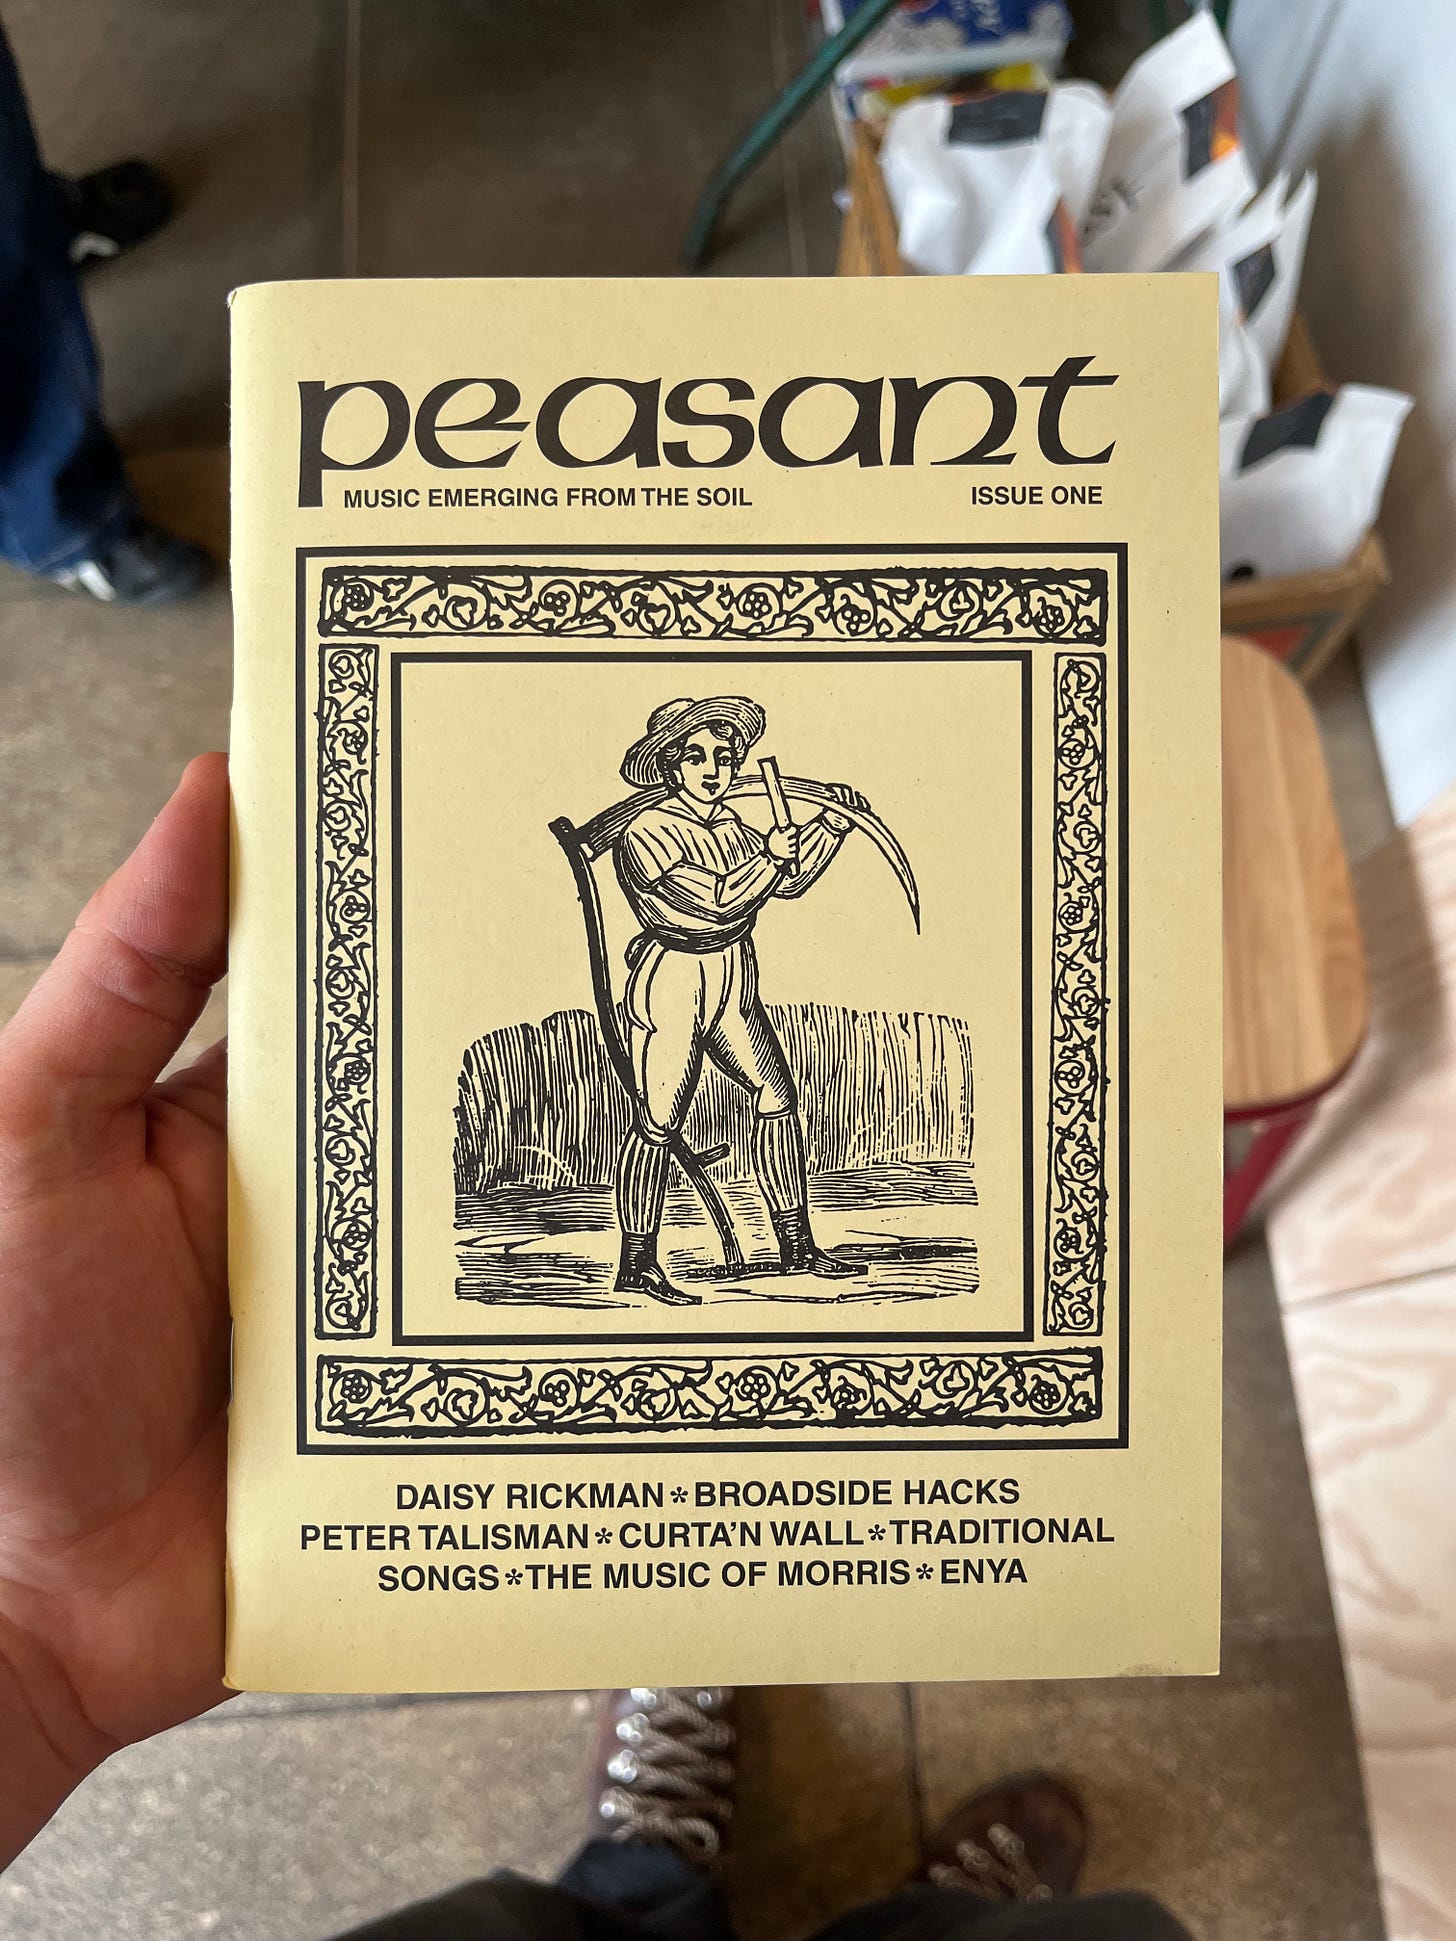 peasant
MUSIC EMERGING FROM THE SOIL
ISSUE ONE
DAISY RICKMAN*BROADSIDE HACKS
PETER TALISMAN*CURTA'N WALL*TRADITIONAL
SONGS*THE MUSIC OF MORRIS*ENYA